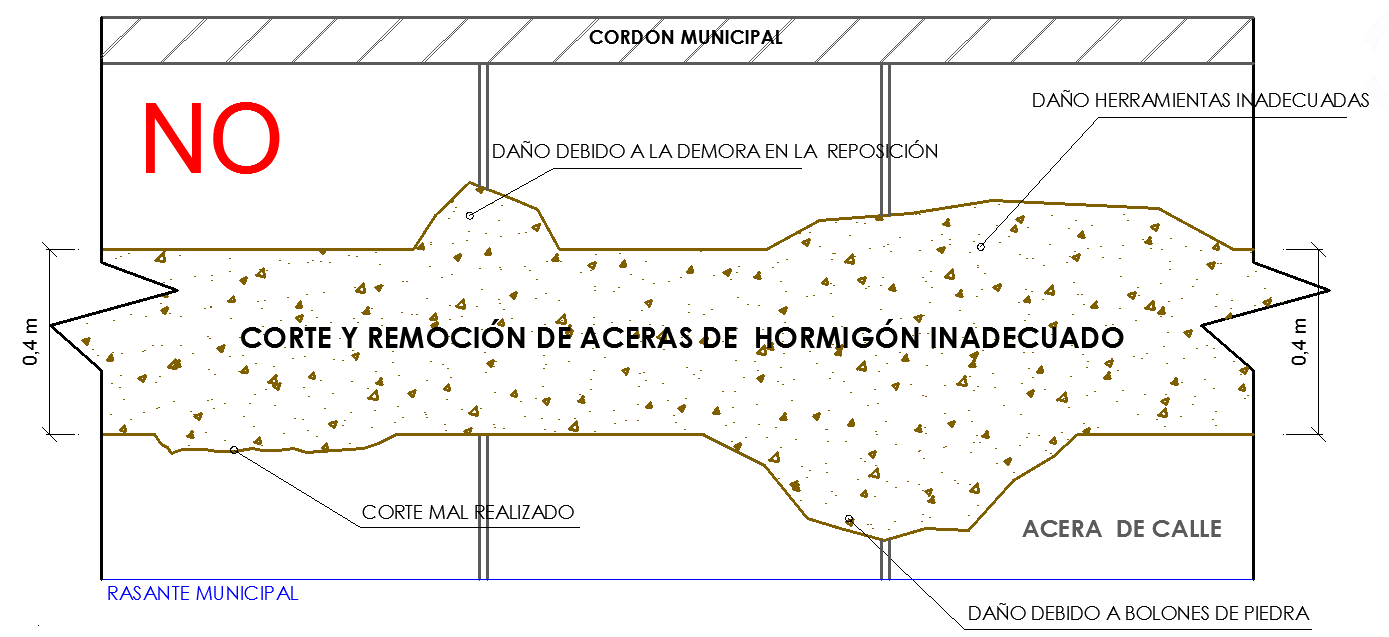 CORDON MUNICIPAL
NO
DAÑO HERRAMIENTAS INADECUADAS
DAÑO DEBIDO A LA DEMORA EN LA REPOSICIÓN
0,4 m
CORTE Y REMOCIÓN DE ACERAS DE HORMIGÓN INADECUADO
0,4 m
CORTE MAL REALIZADO
ACERA DE CALLE
RASANTE MUNICIPAL
DAÑO DEBIDO A BOLONES DE PIEDRA